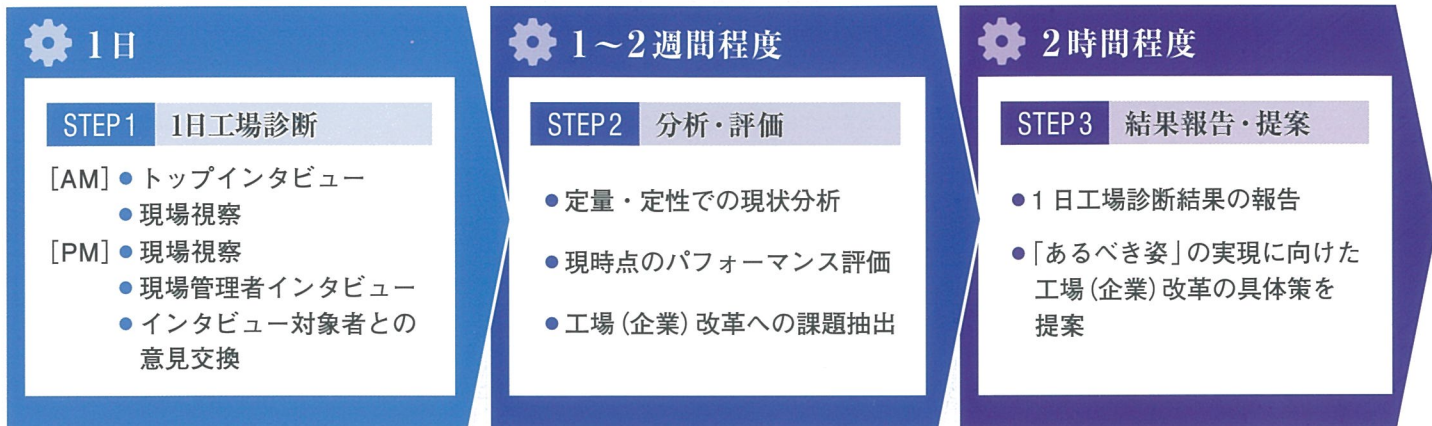 1日
STEP1 1日工場診断
[AM] ● トップインタビュー
● 現場視察
[PM] ● 現場視察
● 現場管理者インタビュー
● インタビュー対象者との
意見交換
1～2週間程度
STEP2 分析・評価
● 定量・定性での現状分析
● 現時点のパフォーマンス評価
● 工場(企業)改革への課題抽出
2時間程度
STEP3 結果報告・提案
● 1日工場診断結果の報告
● 「あるべき姿」の実現に向けた
工場(企業)改革の具体策を
提案